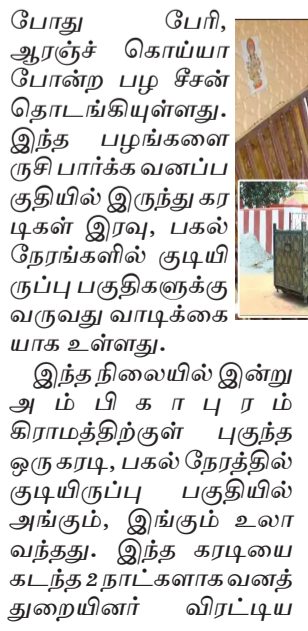 போது பேரி,
ஆரஞ்ச் கொய்யா
போன்ற பழ சீசன்
தொடங்கியுள்ளது.
இந்த பழங்களை
ருசி பார்க்க வனப்ப
குதியில் இருந்து கர
டிகள் இரவு, பகல்
நேரங்களில் குடியி
ருப்பு பகுதிகளுக்கு
வருவது வாடிக்கை
யாக உள்ளது.
இந்த நிலையில் இன்று
அம்பிகாபுரம்
கிராமத்திற்குள் புகுந்த
ஒரு கரடி, பகல் நேரத்தில்
குடியிருப்பு பகுதியில்
அங்கும், இங்கும் உலா
வந்தது. இந்த கரடியை
கடந்த 2 நாட்களாக வனத்
துறையினர் விரட்டிய